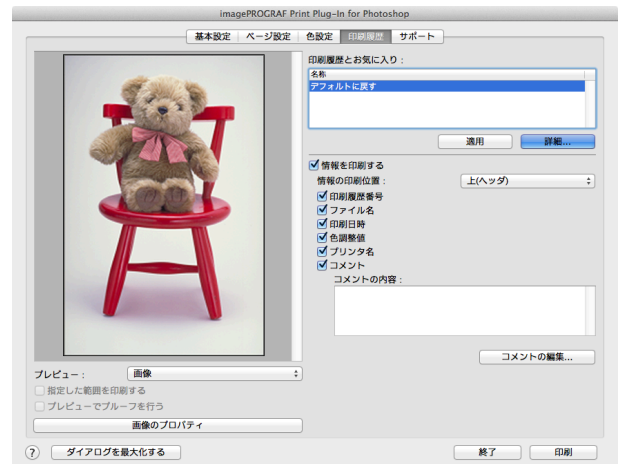 imagePROGRAF Print Plug-In for Photoshop
基本設定 ページ設定 色設定 印刷履歴 サポート
印刷履歴とお気に入り：
名称
デフォルトに戻す
適用 詳細...
情報を印刷する
情報の印刷位置： 上(ヘッダ)
印刷履歴番号
ファイル名
印刷日時
色調整値
プリンタ名
コメント
コメントの内容：
コメントの編集...
プレビュー： 画像
指定した範囲を印刷する
プレビューでプルーフを行う
画像のプロパティ
? ダイアログを最大化する 終了 印刷